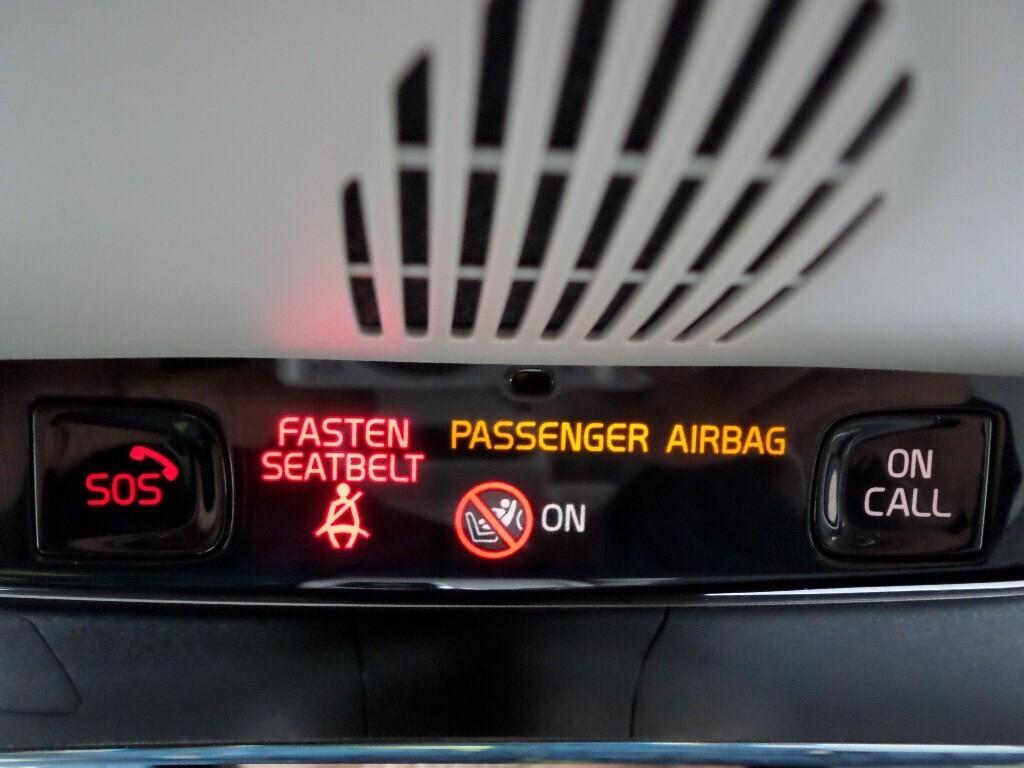 SOS
FASTEN
SEATBELT
PASSENGER AIRBAG
ON
ON
CALL